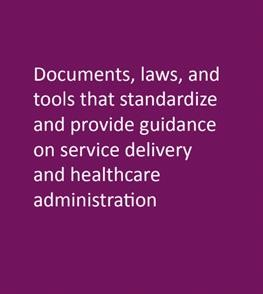 Documents, laws, and
tools that standardize
and provide guidance
on service delivery
and healthcare
administration